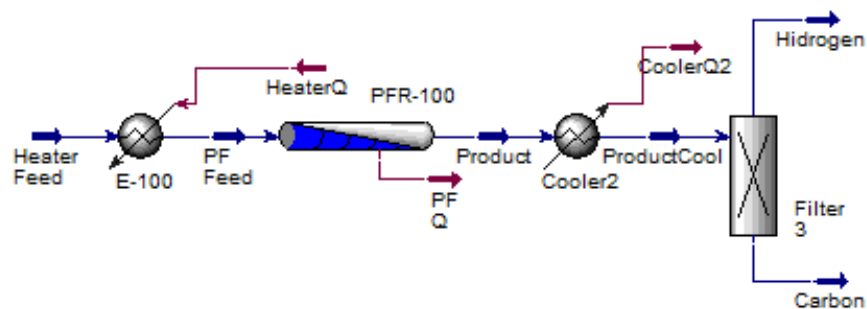 Hidrogen
CoolerQ2
HeaterQ
PFR-100
Heater
Feed
E-100
PF
Feed
PF
Q
Product
Cooler2
ProductCool
Filter
3
Carbon